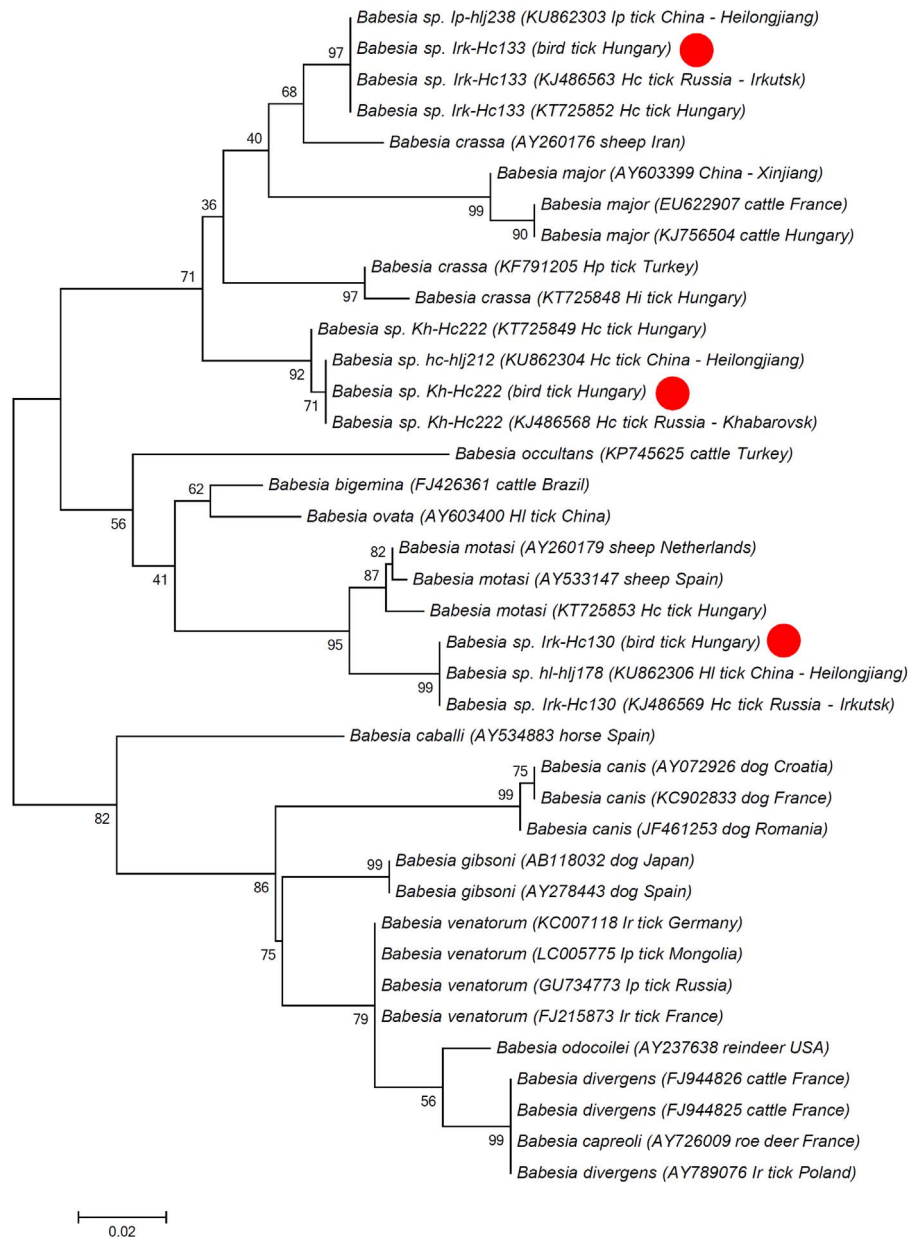 Babesia sp. Ip-hlj238 (KU862303 Ip tick China - Heilongjiang)
97
Babesia sp. Irk-Hc133 (bird tick Hungary)
Babesia sp. Irk-Hc133 (KJ486563 Hc tick Russia - Irkutsk)
68
Babesia sp. Irk-Hc133 (KT725852 Hc tick Hungary)
40
Babesia crassa (AY260176 sheep Iran)
Babesia major (AY603399 China - Xinjiang)
99
Babesia major (EU622907 cattle France)
36
90
Babesia major (KJ756504 cattle Hungary)
71
Babesia crassa (KF791205 Hp tick Turkey)
97
Babesia crassa (KT725848 Hi tick Hungary)
Babesia sp. Kh-Hc222 (KT725849 Hc tick Hungary)
Babesia sp. hc-hlj212 (KU862304 Hc tick China - Heilongjiang)
92
Babesia sp. Kh-Hc222 (bird tick Hungary)
71
Babesia sp. Kh-Hc222 (KJ486568 Hc tick Russia - Khabarovsk)
Babesia occultans (KP745625 cattle Turkey)
62
Babesia bigemina (FJ426361 cattle Brazil)
56
Babesia ovata (AY603400 Hl tick China)
82
Babesia motasi (AY260179 sheep Netherlands)
87
41
Babesia motasi (AY533147 sheep Spain)
Babesia motasi (KT725853 Hc tick Hungary)
95
Babesia sp. Irk-Hc130 (bird tick Hungary)
Babesia sp. hl-hlj178 (KU862306 Hl tick China - Heilongjiang)
99
Babesia sp. Irk-Hc130 (KJ486569 Hc tick Russia - Irkutsk)
Babesia caballi (AY534883 horse Spain)
75
Babesia canis (AY072926 dog Croatia)
99
Babesia canis (KC902833 dog France)
82
Babesia canis (JF461253 dog Romania)
99
Babesia gibsoni (AB118032 dog Japan)
86
Babesia gibsoni (AY278443 dog Spain)
Babesia venatorum (KC007118 Ir tick Germany)
75
Babesia venatorum (LC005775 Ip tick Mongolia)
Babesia venatorum (GU734773 Ip tick Russia)
79
Babesia venatorum (FJ215873 Ir tick France)
Babesia odocoilei (AY237638 reindeer USA)
Babesia divergens (FJ944826 cattle France)
56
Babesia divergens (FJ944825 cattle France)
99
Babesia capreoli (AY726009 roe deer France)
Babesia divergens (AY789076 Ir tick Poland)
0.02